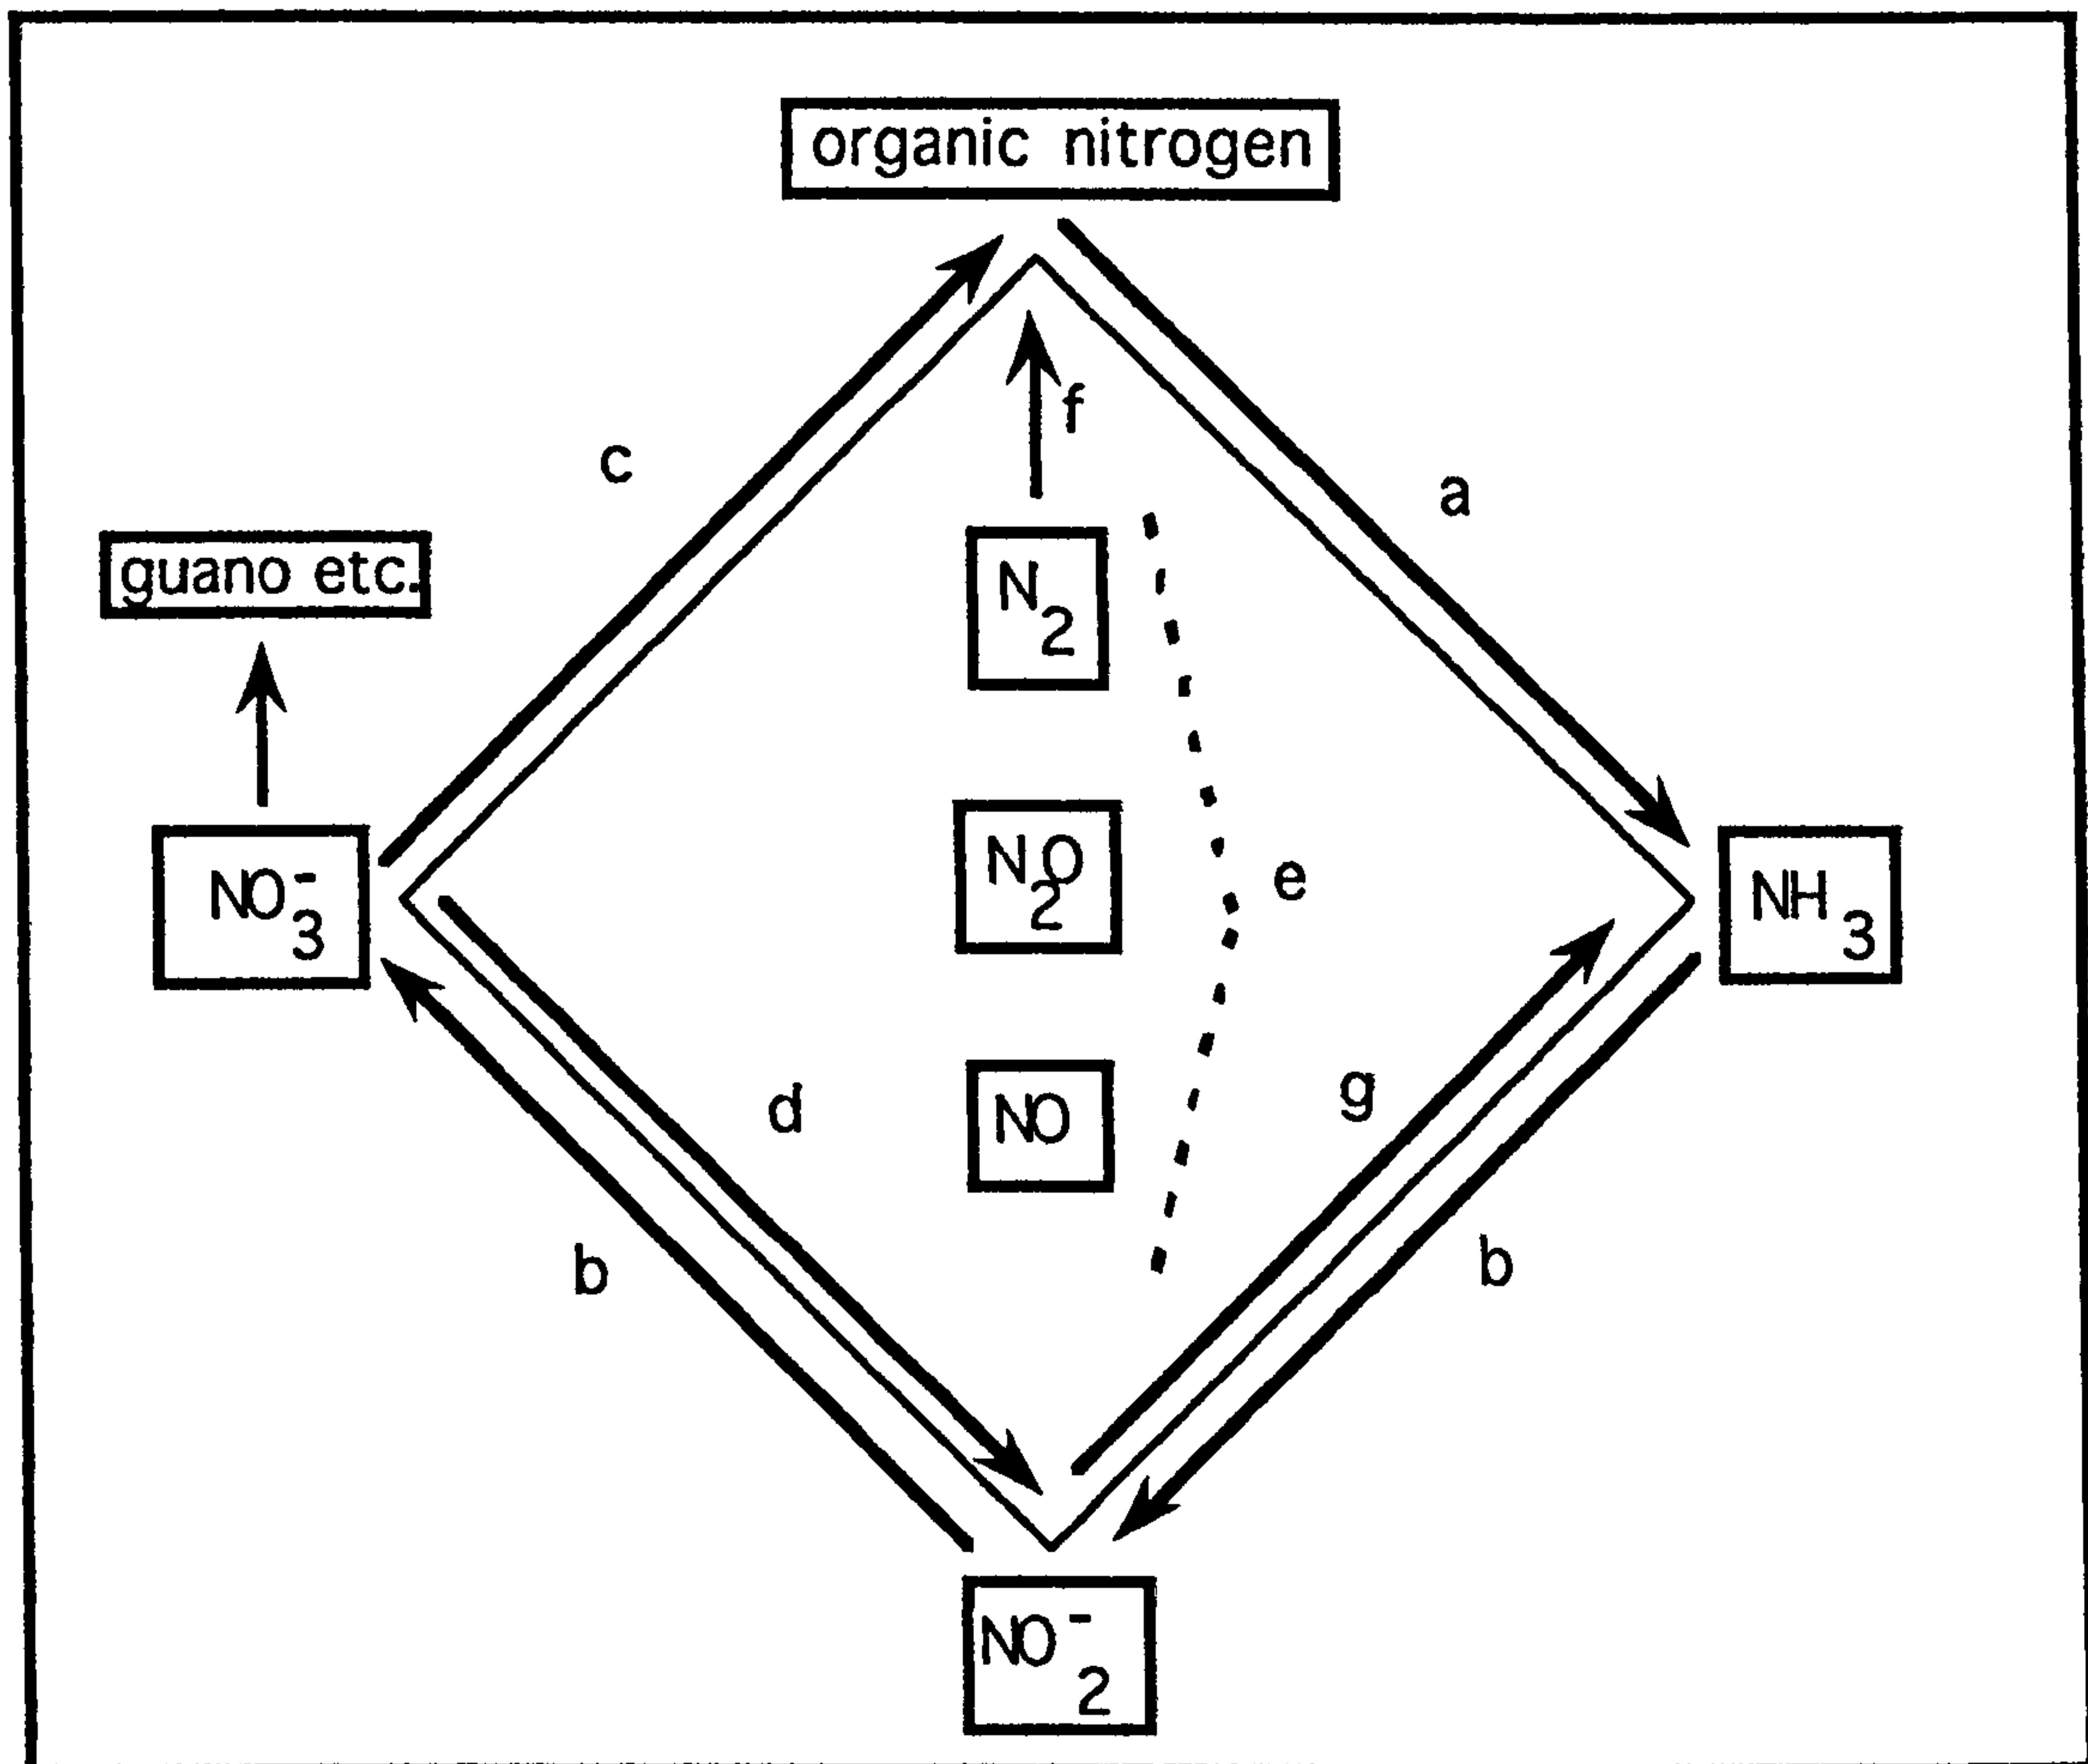 organic nitrogen
f
c
a
guano etc.
N2
NO3-
N2O
e
NH3
d
NO
g
b
b
NO2-